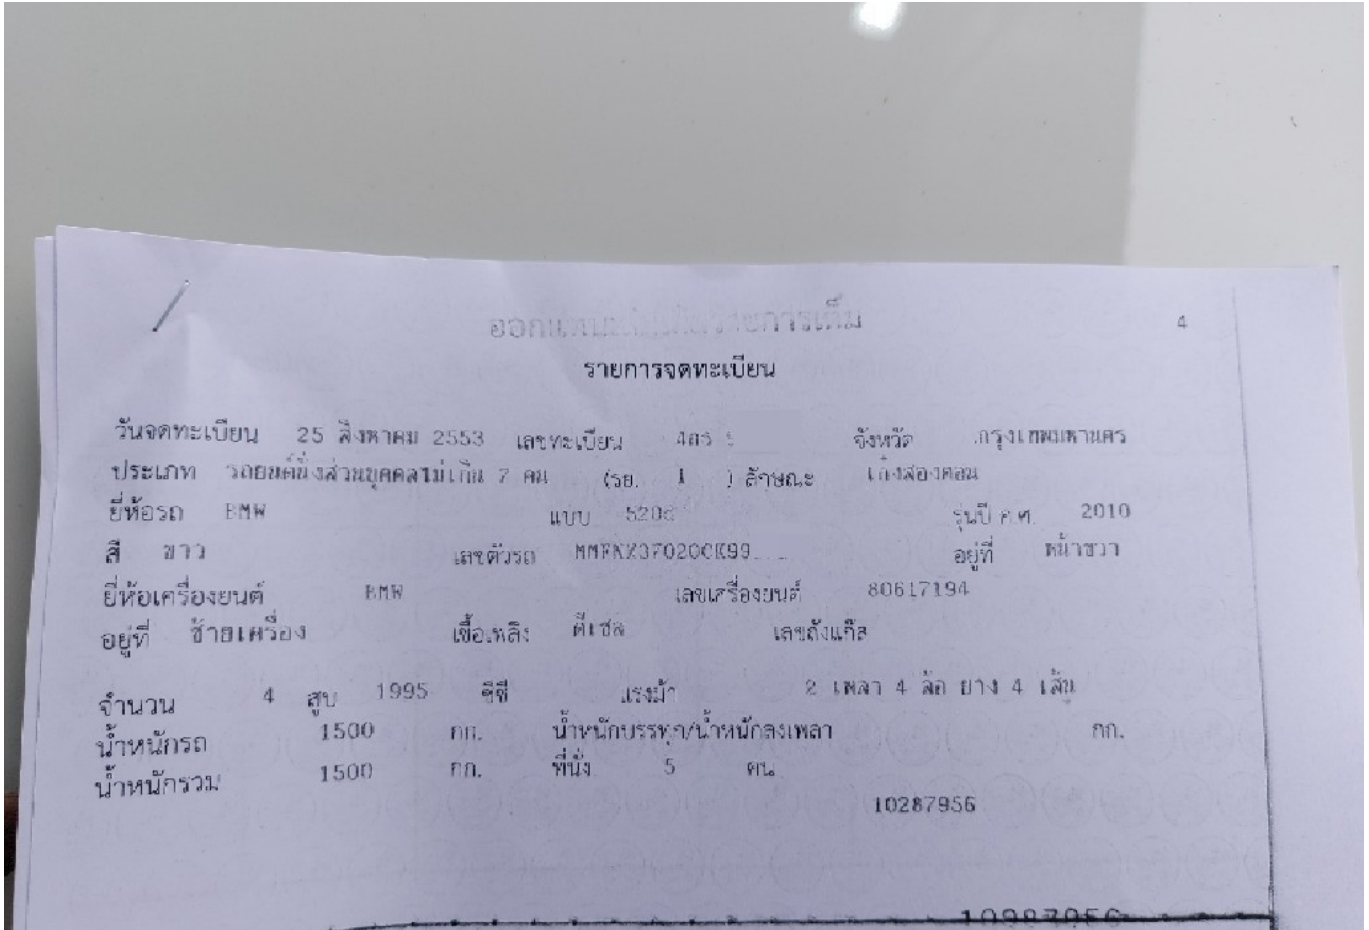 4
รายการจดทะเบียน
วันจดทะเบียน 25 สิงหาคม 2553 เลขทะเบียน จังหวัด กรุงเทพมหานคร
ประเภท รถยนต์นั่งส่วนบุคคลไม่เกิน 7 คน (รย. 1 ) ลักษณะ เก๋งสองตอน
ยี่ห้อรถ BMW แบบ รุ่นปี ค.ศ. 2010
สี ขาว เลขตัวรถ อยู่ที่ หน้าขวา
ยี่ห้อเครื่องยนต์ BMW เลขเครื่องยนต์ 80617194
อยู่ที่ ซ้ายเครื่อง เชื้อเพลิง ดีเซล เลขถังแก๊ส
จำนวน 4 สูบ 1995 ซีซี แรงม้า 2 เพลา 4 ล้อ ยาง 4 เส้น
น้ำหนักรถ 1500 กก. น้ำหนักบรรทุก/น้ำหนักลงเพลา กก.
น้ำหนักรวม 1500 กก. ที่นั่ง 5 คน
10287956